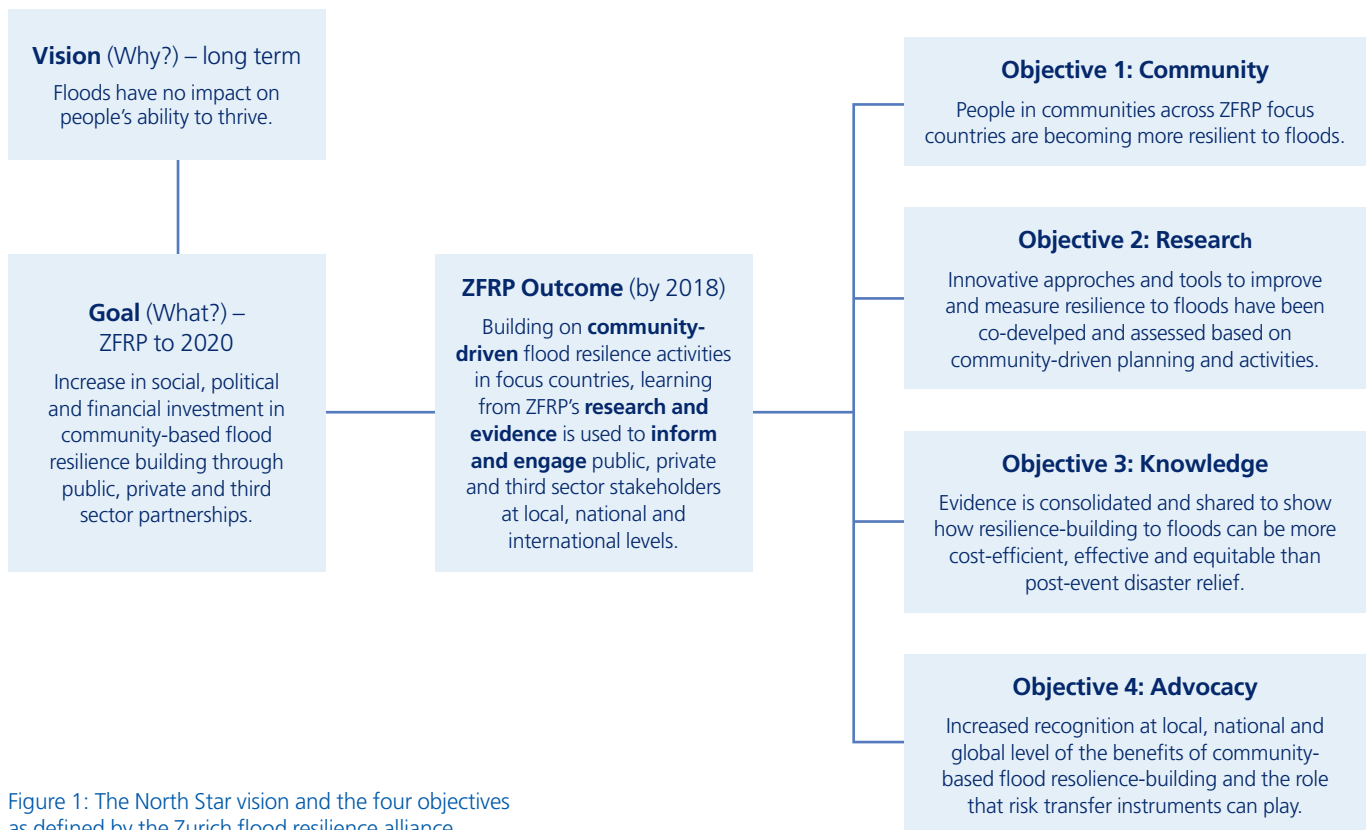 Vision (Why?) – long term
Floods have no impact on
people's ability to thrive.
Goal (What?) –
ZFRP to 2020
Increase in social, political
and financial investment in
community-based flood
resilience building through
public, private and third
sector partnerships.
ZFRP Outcome (by 2018)
Building on community-
driven flood resilence activities
in focus countries, learning
from ZFRP's research and
evidence is used to inform
and engage public, private
and third sector stakeholders
at local, national and
international levels.
Objective 1: Community
People in communities across ZFRP focus
countries are becoming more resilient to floods.
Objective 2: Research
Innovative approches and tools to improve
and measure resilience to floods have been
co-develped and assessed based on
community-driven planning and activities.
Objective 3: Knowledge
Evidence is consolidated and shared to show
how resilience-building to floods can be more
cost-efficient, effective and equitable than
post-event disaster relief.
Objective 4: Advocacy
Increased recognition at local, national and
global level of the benefits of community-
based flood resolience-building and the role
that risk transfer instruments can play.
Figure 1: The North Star vision and the four objectives
as defined by the Zurich flood resilience alliance